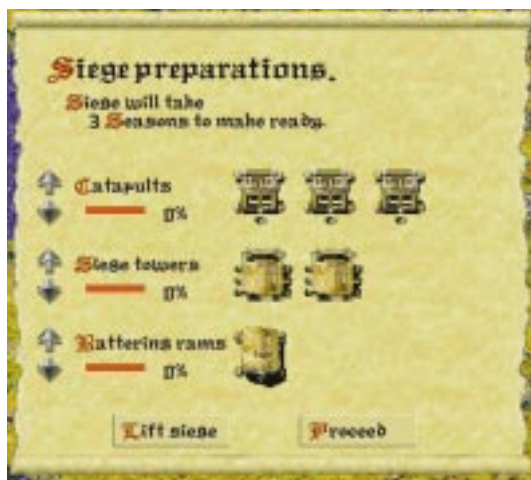 Siege preparations.
Siege will take
3 Seasons to make ready.
Catapults
0%
Siege towers
0%
Battering rams
0%
Lift siege
Proceed